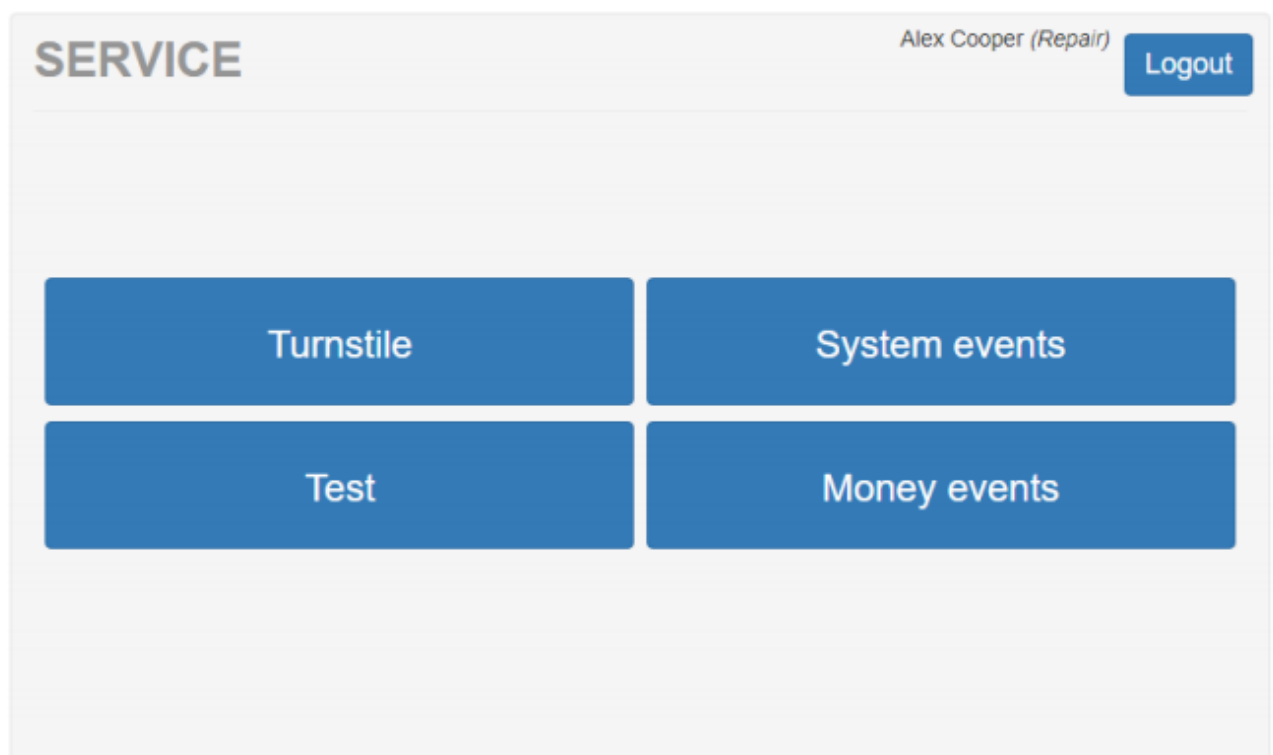 SERVICE
Alex Cooper (Repair)
Logout
Turnstile
System events
Test
Money events